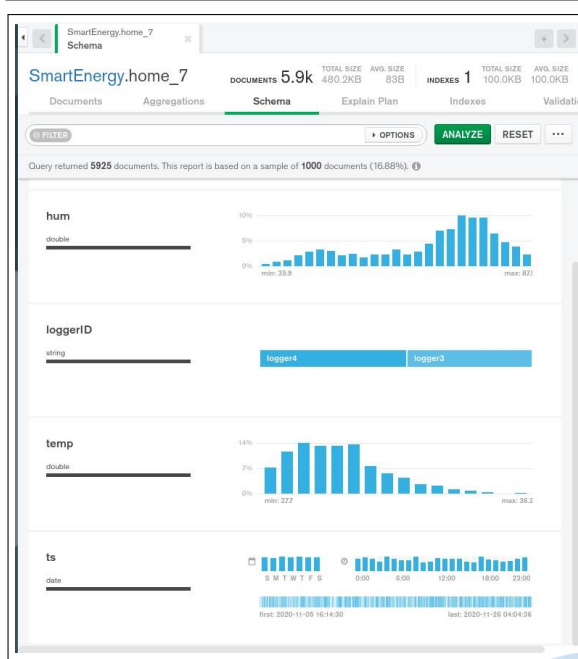 SmartEnergy.home_7
Schema
SmartEnergy.home_7
DOCUMENTS 5.9k TOTAL SIZE 480.2KB AVG. SIZE 83B INDEXES 1 TOTAL SIZE 100.0KB AVG. SIZE 100.0KB
Documents Aggregations Schema Explain Plan Indexes Validati
FILTER OPTIONS ANALYZE RESET ...
Query returned 5925 documents. This report is based on a sample of 1000 documents (16.88%).
hum
double
10%
5%
0%
min: 35.9 max: 87.
loggerID
string
logger4 logger3
temp
double
14%
7%
0%
min: 27.7 max: 36.2
ts
date
S M T W T F S 0:00 6:00 12:00 18:00 23:00
first: 2020-11-05 16:14:30 last: 2020-11-26 04:04:36